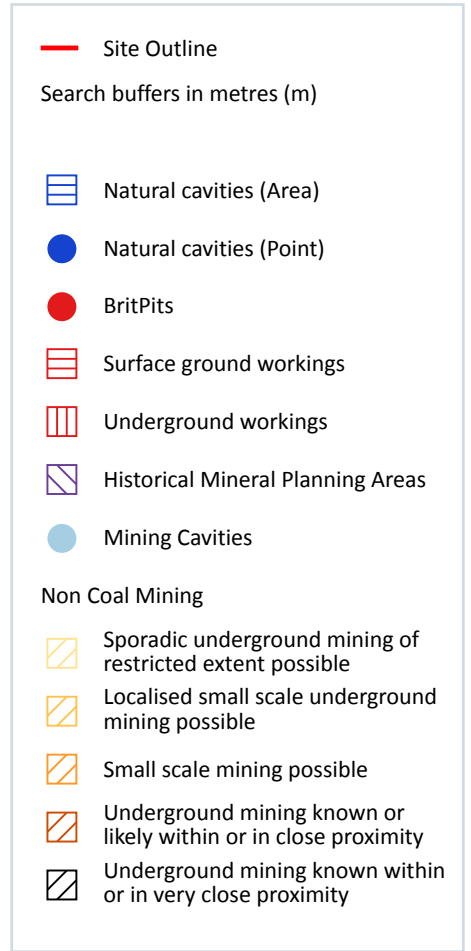 Site Outline
Search buffers in metres (m)
Natural cavities (Area)
Natural cavities (Point)
BritPits
Surface ground workings
Underground workings
Historical Mineral Planning Areas
Mining Cavities
Non Coal Mining
Sporadic underground mining of
restricted extent possible
Localised small scale underground
mining possible
Small scale mining possible
Underground mining known or
likely within or in close proximity
Underground mining known within
or in very close proximity